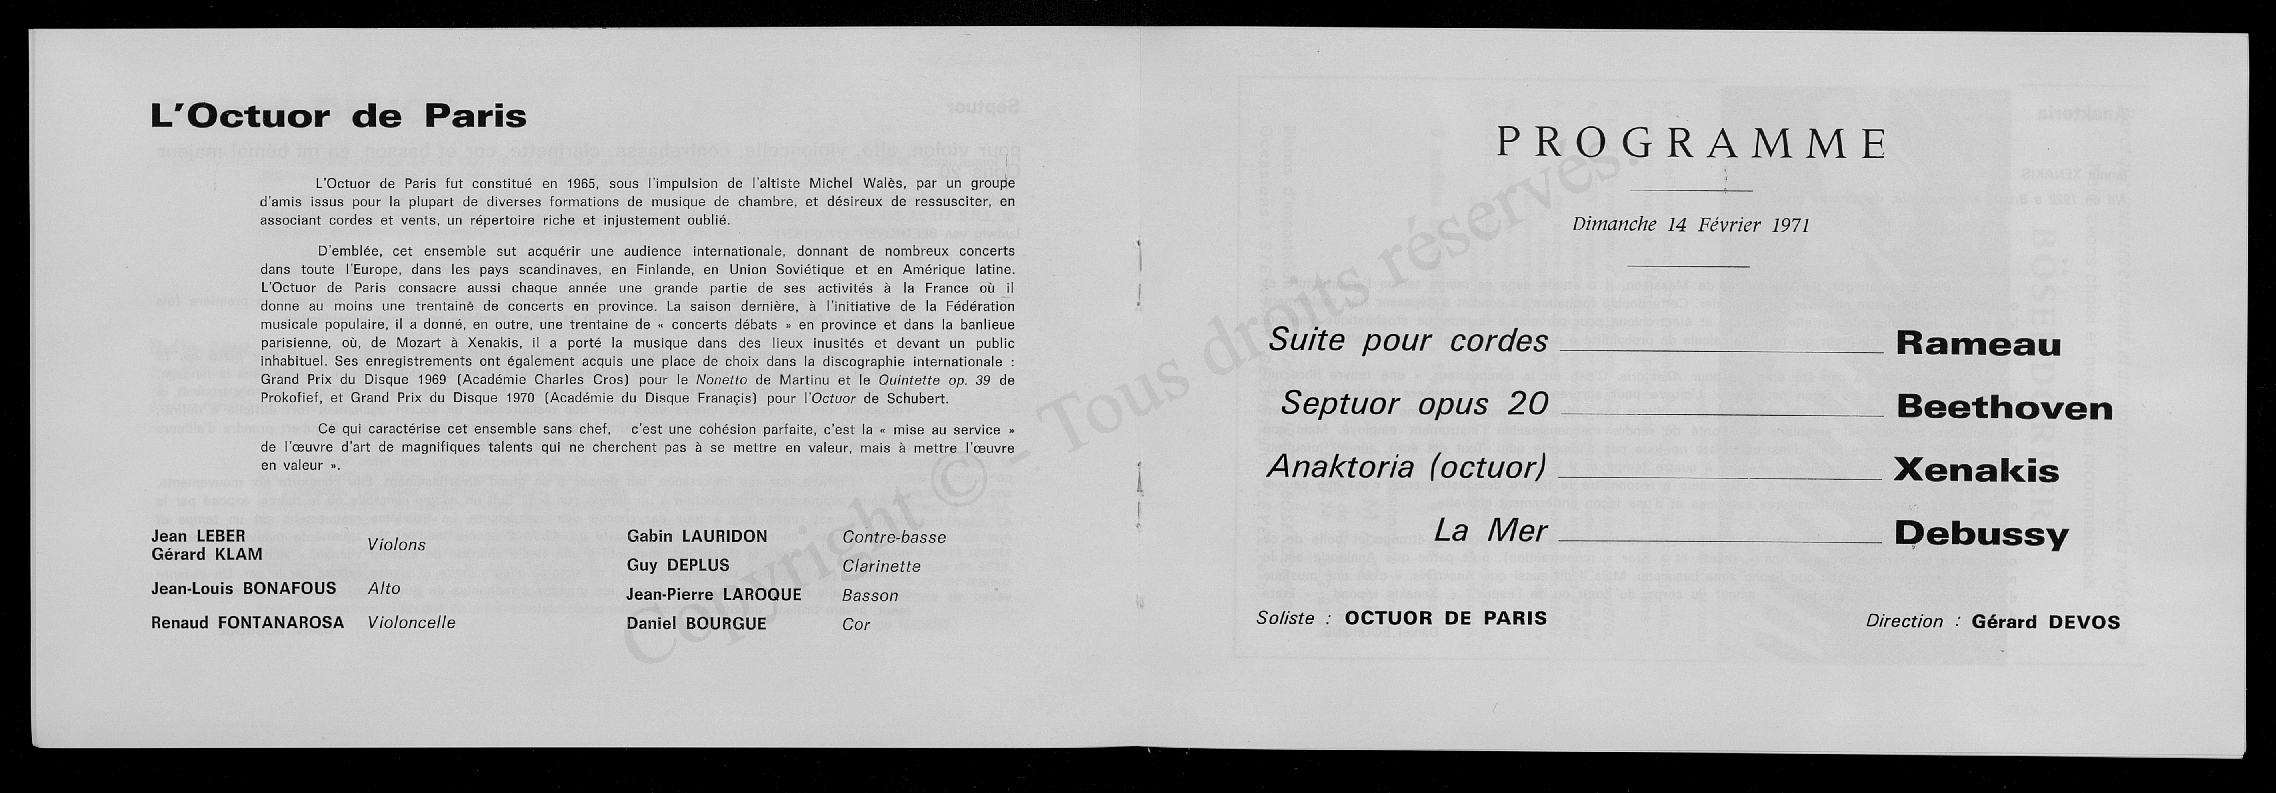 L'Octuor de Paris
L'Octuor de Paris fut constitué en 1965, sous l'impulsion de l'altiste Michel Walès, par un groupe
d'amis issus pour la plupart de diverses formations de musique de chambre, et désireux de ressusciter, en
associant cordes et vents, un répertoire riche et injustement oublié.
D'emblée, cet ensemble sut acquérir une audience internationale, donnant de nombreux concerts
dans toute l'Europe, dans les pays scandinaves, en Finlande, en Union Soviétique et en Amérique latine.
L'Octuor de Paris consacre aussi chaque année une grande partie de ses activités à la France où il
donne au moins une trentaine de concerts en province. La saison dernière, à l'initiative de la Fédération
musicale populaire, il a donné, en outre, une trentaine de « concerts débats » en province et dans la banlieue
parisienne, où, de Mozart à Xenakis, il a porté la musique dans des lieux inusités et devant un public
inhabituel. Ses enregistrements ont également acquis une place de choix dans la discographie internationale :
Grand Prix du Disque 1969 (Académie Charles Cros) pour le Nonetto de Martinu et le Quintette op. 39 de
Prokofief, et Grand Prix du Disque 1970 (Académie du Disque Franaçis) pour l'Octuor de Schubert.
Ce qui caractérise cet ensemble sans chef, c'est une cohésion parfaite, c'est la « mise au service »
de l'œuvre d'art de magnifiques talents qui ne cherchent pas à se mettre en valeur, mais à mettre l'œuvre
en valeur ».
Jean LEBER
Gérard KLAM
Violons
Jean-Louis BONAFOUS Alto
Renaud FONTANAROSA Violoncelle
Gabin LAURIDON Contre-basse
Guy DEPLUS Clarinette
Jean-Pierre LAROQUE Basson
Daniel BOURGUE Cor
PROGRAMME
Dimanche 14 Février 1971
Suite pour cordes Rameau
Septuor opus 20 Beethoven
Anaktoria (octuor) Xenakis
La Mer Debussy
Soliste : OCTUOR DE PARIS
Direction : Gérard DEVOS
Copyright © - Tous droits réservés.